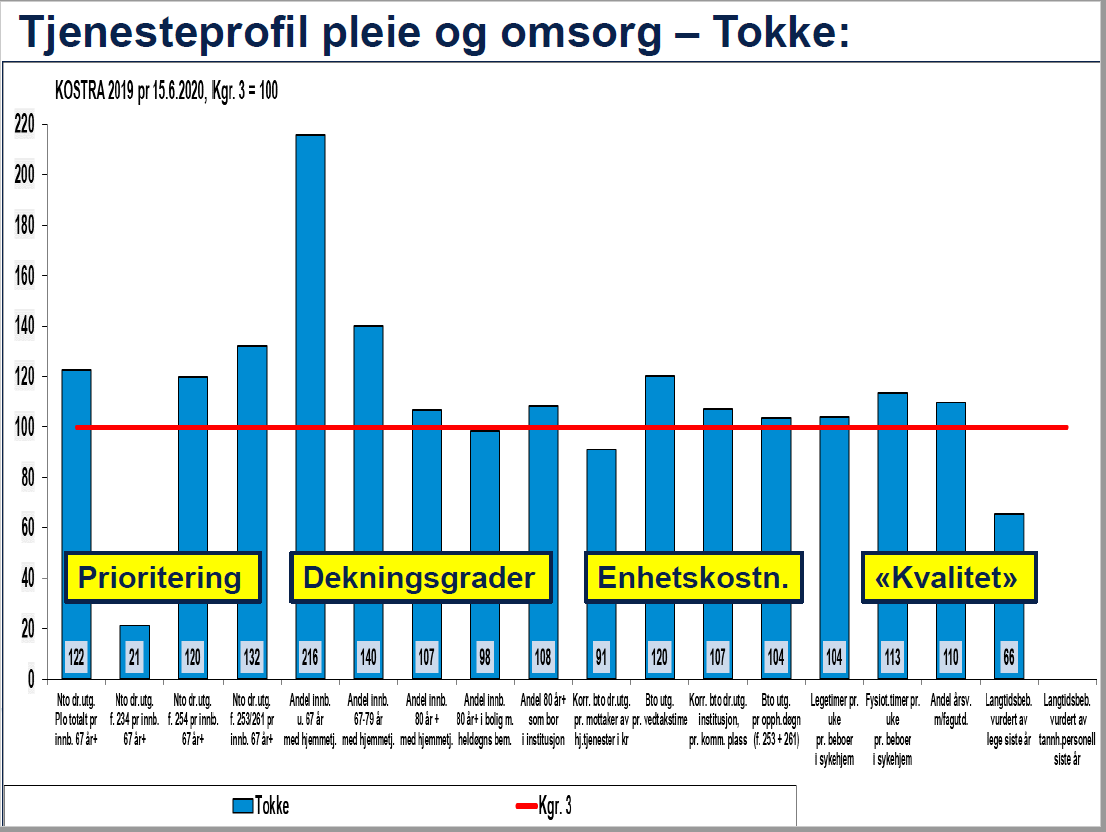 Tjenesteprofil pleie og omsorg – Tokke:
KOSTRA 2019 pr 15.6.2020, Kgr. 3 = 100
220
200
180
160
140
120
100
80
60
40
20
0
Prioritering
Dekningsgrader
Enhetskostn.
«Kvalitet»
122
21
120
132
216
140
107
98
108
91
120
107
104
104
113
110
66
Nto dr.utg.
Plo totalt pr
innb. 67 år+
Nto dr.utg.
f. 234 pr innb.
67 år+
Nto dr.utg.
f. 254 pr innb.
67 år+
Nto dr.utg.
f. 253/261 pr
innb. 67 år+
Andel innb.
u. 67 år
med hjemmetj.
Andel innb.
67-79 år
med hjemmetj.
Andel innb.
80 år +
med hjemmetj.
Andel innb.
80 år+ i bolig m.
heldøgns bem.
Andel 80 år+
som bor
i institusjon
Korr. bto dr.utg.
pr. mottaker av
hj.tjenester i kr
Bto utg.
pr. vedtakstime
Korr. bto dr.utg.
institusjon,
pr. komm. plass
Bto utg.
pr opph.døgn
(f. 253 + 261)
Legetimer pr.
uke
pr. beboer
i sykehjem
Fysiot.timer pr.
uke
pr. beboer
i sykehjem
Andel årsv.
m/fagutd.
Langtidsbeb.
vurdert av
lege siste år
Langtidsbeb.
vurdert av
tannh.personell
siste år
Tokke
Kgr. 3